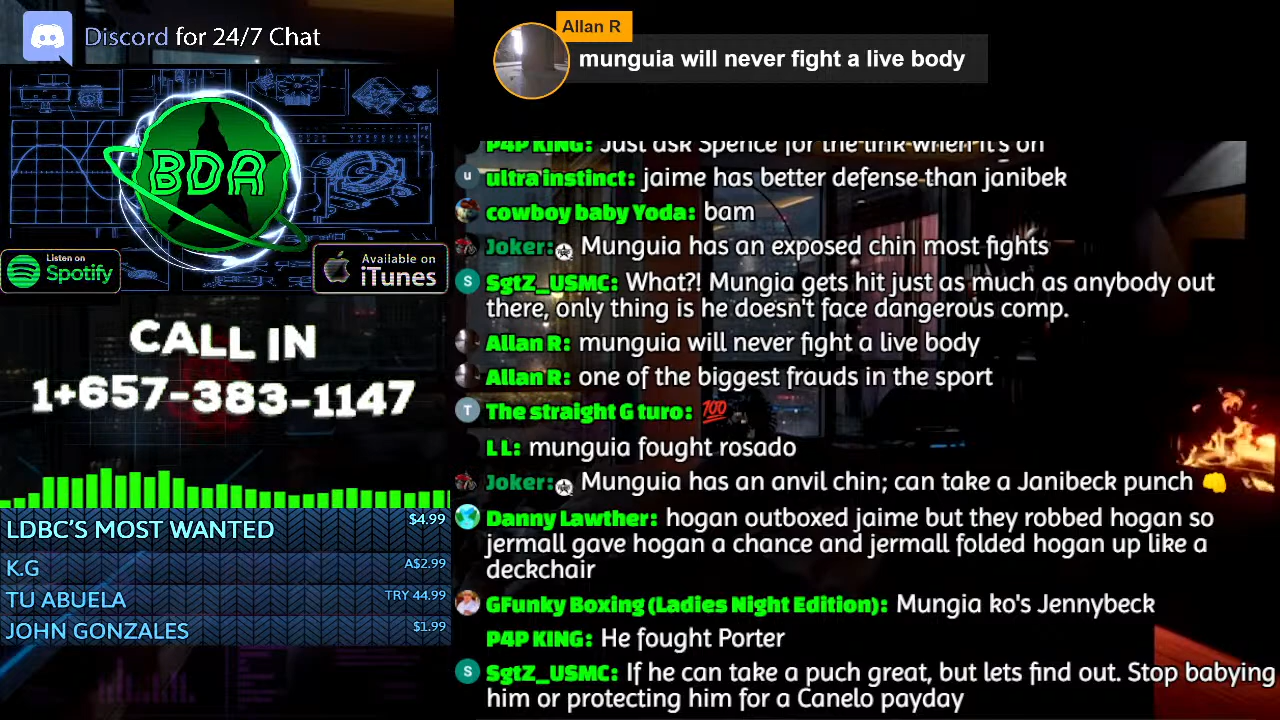 Discord for 24/7 Chat
BDA
Listen on
Spotify
Available on
iTunes
CALL IN
1+657-383-1147
LDBC'S MOST WANTED $4.99
K.G A$2.99
TU ABUELA TRY 44.99
JOHN GONZALES $1.99
Allan R
munguia will never fight a live body
P4P KING: Just ask Spence for the link when it's on
u ultra instinct: jaime has better defense than janibek
cowboy baby Yoda: bam
Joker: Munguia has an exposed chin most fights
S SgtZ_USMC: What?! Mungia gets hit just as much as anybody out
there, only thing is he doesn't face dangerous comp.
Allan R: munguia will never fight a live body
Allan R: one of the biggest frauds in the sport
T The straight G turo: 💯
L L: munguia fought rosado
Joker: Munguia has an anvil chin; can take a Janibeck punch 👊
Danny Lawther: hogan outboxed jaime but they robbed hogan so
jermall gave hogan a chance and jermall folded hogan up like a
deckchair
GFunky Boxing (Ladies Night Edition): Mungia ko's Jennybeck
P4P KING: He fought Porter
S SgtZ_USMC: If he can take a puch great, but lets find out. Stop babying
him or protecting him for a Canelo payday